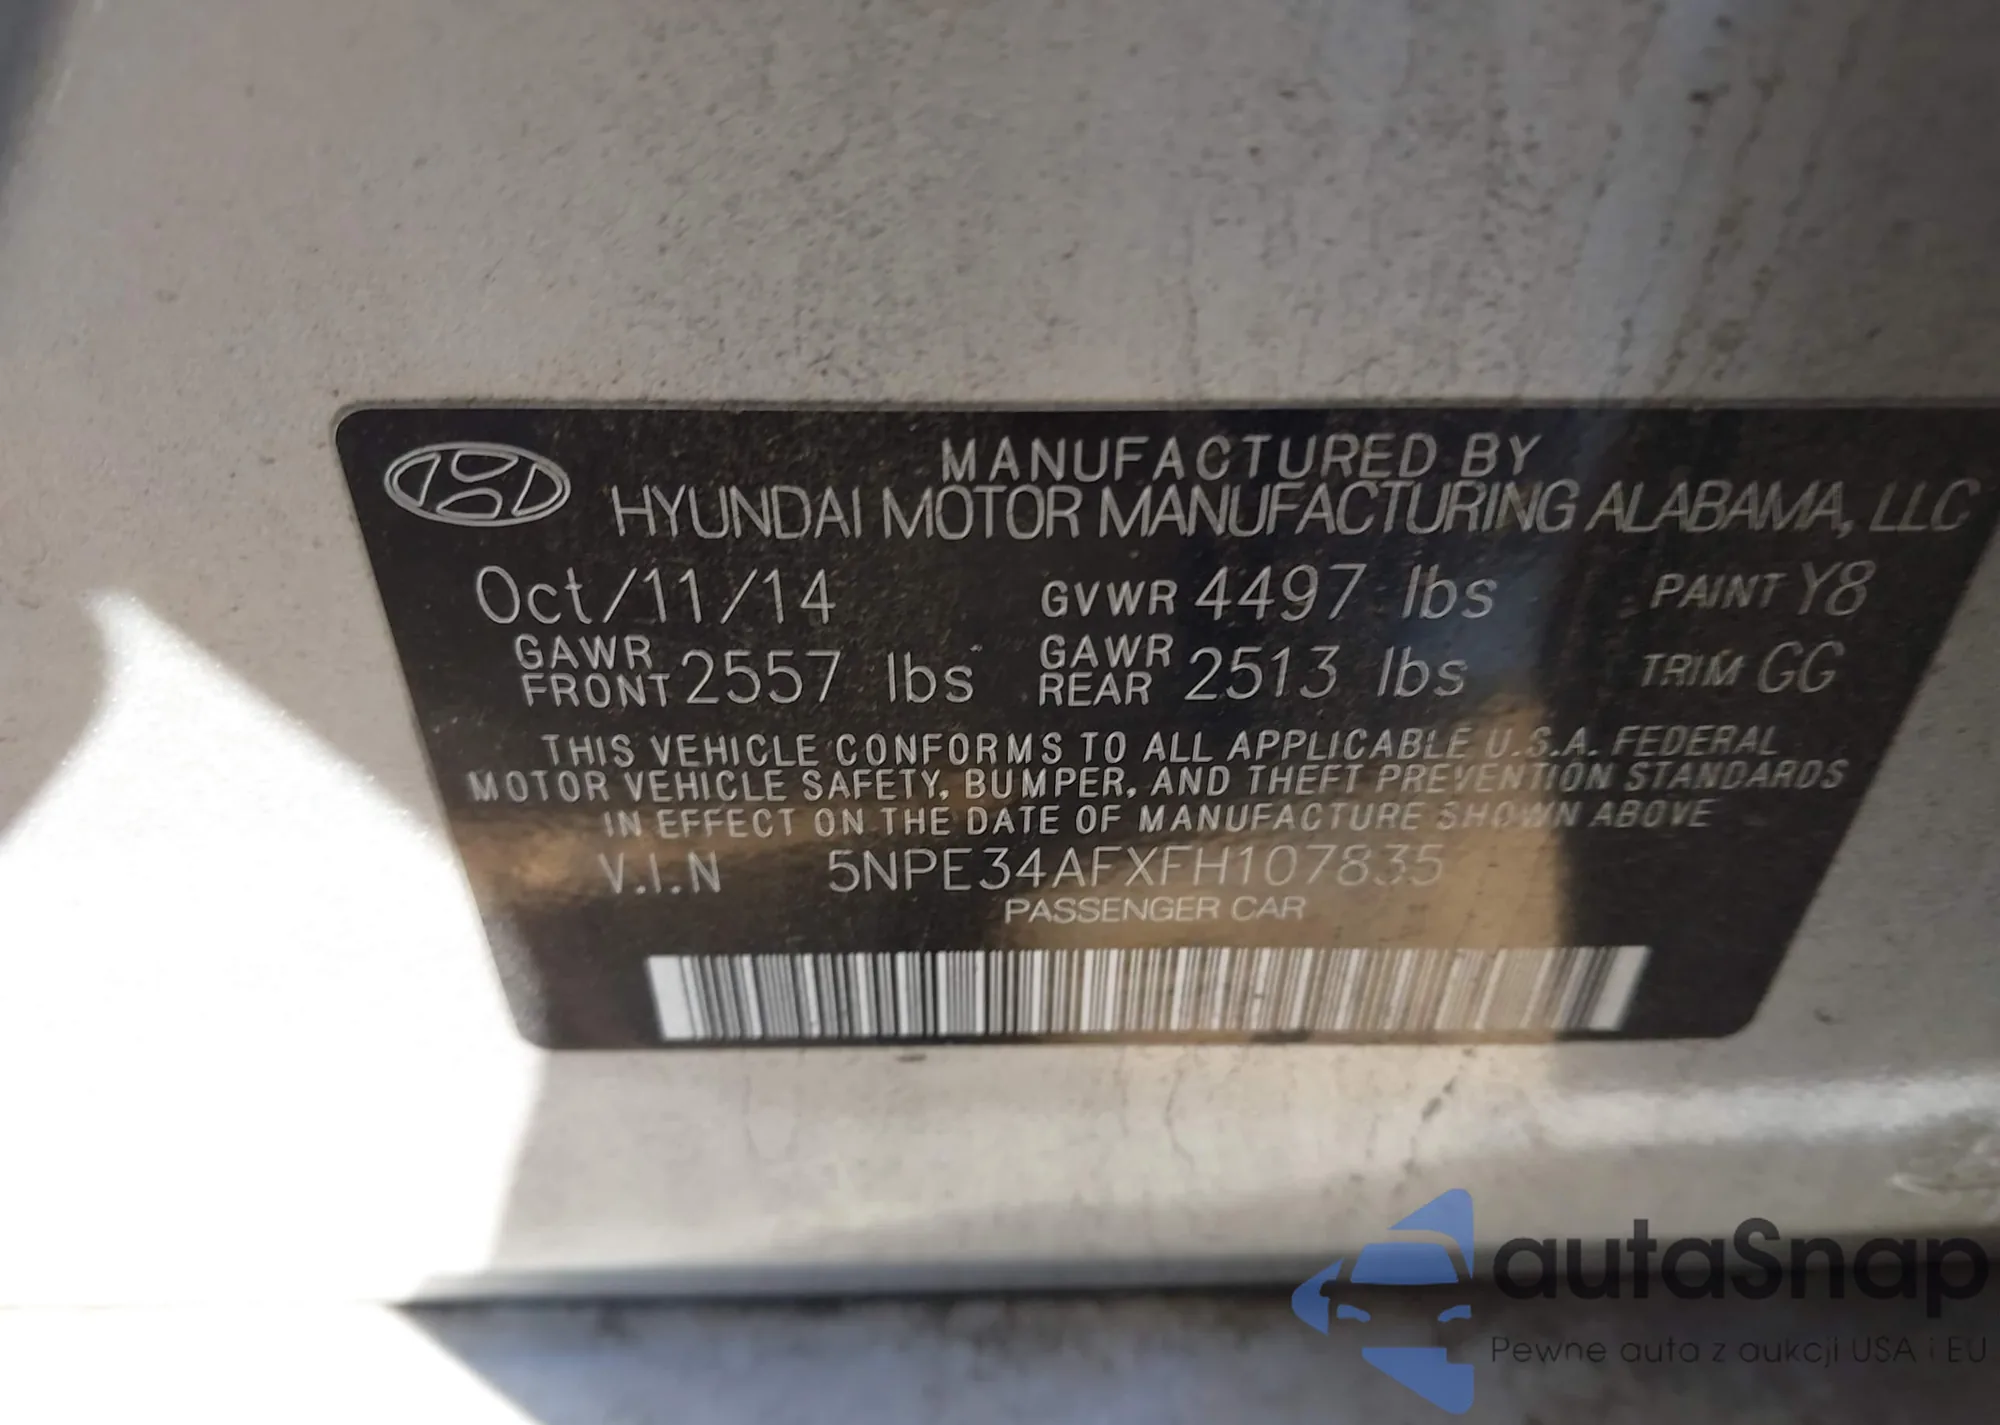 MANUFACTURED BY
HYUNDAI MOTOR MANUFACTURING ALABAMA, LLC
Oct/11/14 GVWR 4497 lbs PAINT Y8
GAWR FRONT 2557 lbs GAWR REAR 2513 lbs TRIM GG
THIS VEHICLE CONFORMS TO ALL APPLICABLE U.S.A. FEDERAL
MOTOR VEHICLE SAFETY, BUMPER, AND THEFT PREVENTION STANDARDS
IN EFFECT ON THE DATE OF MANUFACTURE SHOWN ABOVE
V.I.N 5NPE34AFXFH107835
PASSENGER CAR
autaSnap
Pewne auta z aukcji USA i EU